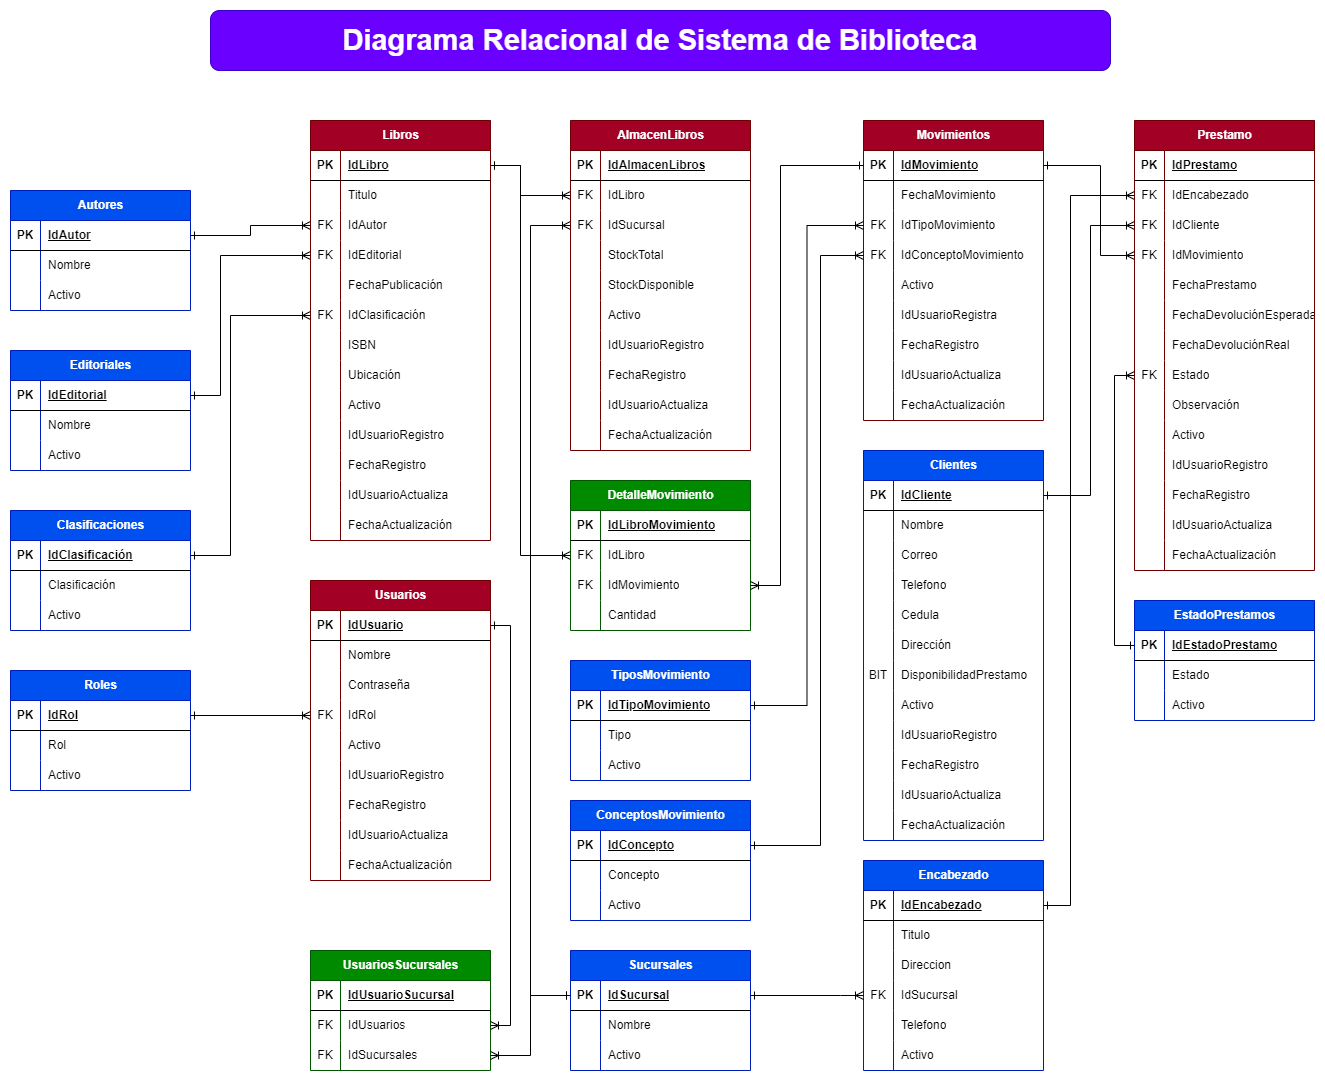 Diagrama Relacional de Sistema de Biblioteca
Autores
PK IdAutor
Nombre
Activo
Editoriales
PK IdEditorial
Nombre
Activo
Clasificaciones
PK IdClasificación
Clasificación
Activo
Roles
PK IdRol
Rol
Activo
Libros
PK IdLibro
Titulo
FK IdAutor
FK IdEditorial
FechaPublicación
FK IdClasificación
ISBN
Ubicación
Activo
IdUsuarioRegistro
FechaRegistro
IdUsuarioActualiza
FechaActualización
Usuarios
PK IdUsuario
Nombre
Contraseña
FK IdRol
Activo
IdUsuarioRegistro
FechaRegistro
IdUsuarioActualiza
FechaActualización
UsuariosSucursales
PK IdUsuarioSucursal
FK IdUsuarios
FK IdSucursales
AlmacenLibros
PK IdAlmacenLibros
FK IdLibro
FK IdSucursal
StockTotal
StockDisponible
Activo
IdUsuarioRegistro
FechaRegistro
IdUsuarioActualiza
FechaActualización
DetalleMovimiento
PK IdLibroMovimiento
FK IdLibro
FK IdMovimiento
Cantidad
TiposMovimiento
PK IdTipoMovimiento
Tipo
Activo
ConceptosMovimiento
PK IdConcepto
Concepto
Activo
Sucursales
PK IdSucursal
Nombre
Activo
Movimientos
PK IdMovimiento
FechaMovimiento
FK IdTipoMovimiento
FK IdConceptoMovimiento
Activo
IdUsuarioRegistra
FechaRegistro
IdUsuarioActualiza
FechaActualización
Clientes
PK IdCliente
Nombre
Correo
Telefono
Cedula
Dirección
BIT DisponibilidadPrestamo
Activo
IdUsuarioRegistro
FechaRegistro
IdUsuarioActualiza
FechaActualización
Encabezado
PK IdEncabezado
Titulo
Direccion
FK IdSucursal
Telefono
Activo
Prestamo
PK IdPrestamo
FK IdEncabezado
FK IdCliente
FK IdMovimiento
FechaPrestamo
FechaDevoluciónEsperada
FechaDevoluciónReal
FK Estado
Observación
Activo
IdUsuarioRegistro
FechaRegistro
IdUsuarioActualiza
FechaActualización
EstadoPrestamos
PK IdEstadoPrestamo
Estado
Activo